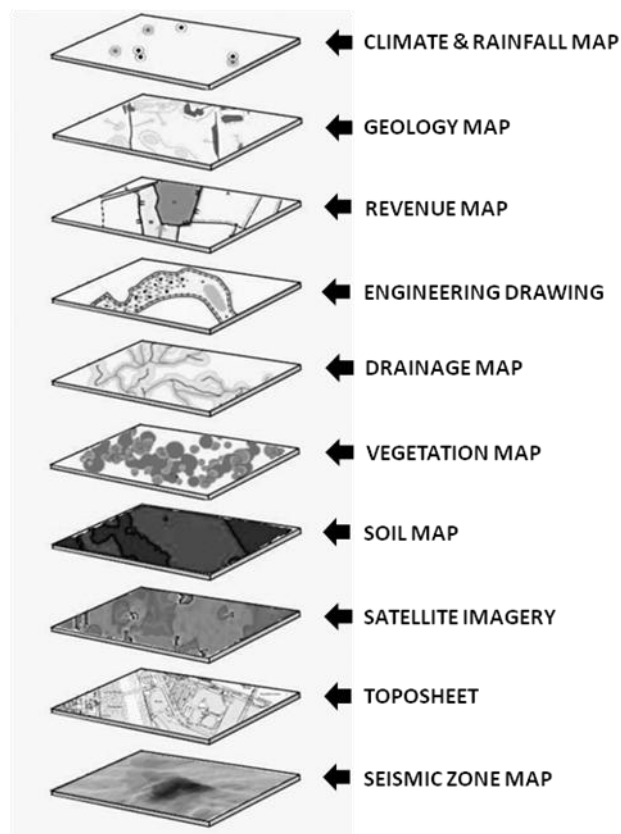 CLIMATE & RAINFALL MAP
GEOLOGY MAP
REVENUE MAP
ENGINEERING DRAWING
DRAINAGE MAP
VEGETATION MAP
SOIL MAP
SATELLITE IMAGERY
TOPOSHEET
SEISMIC ZONE MAP